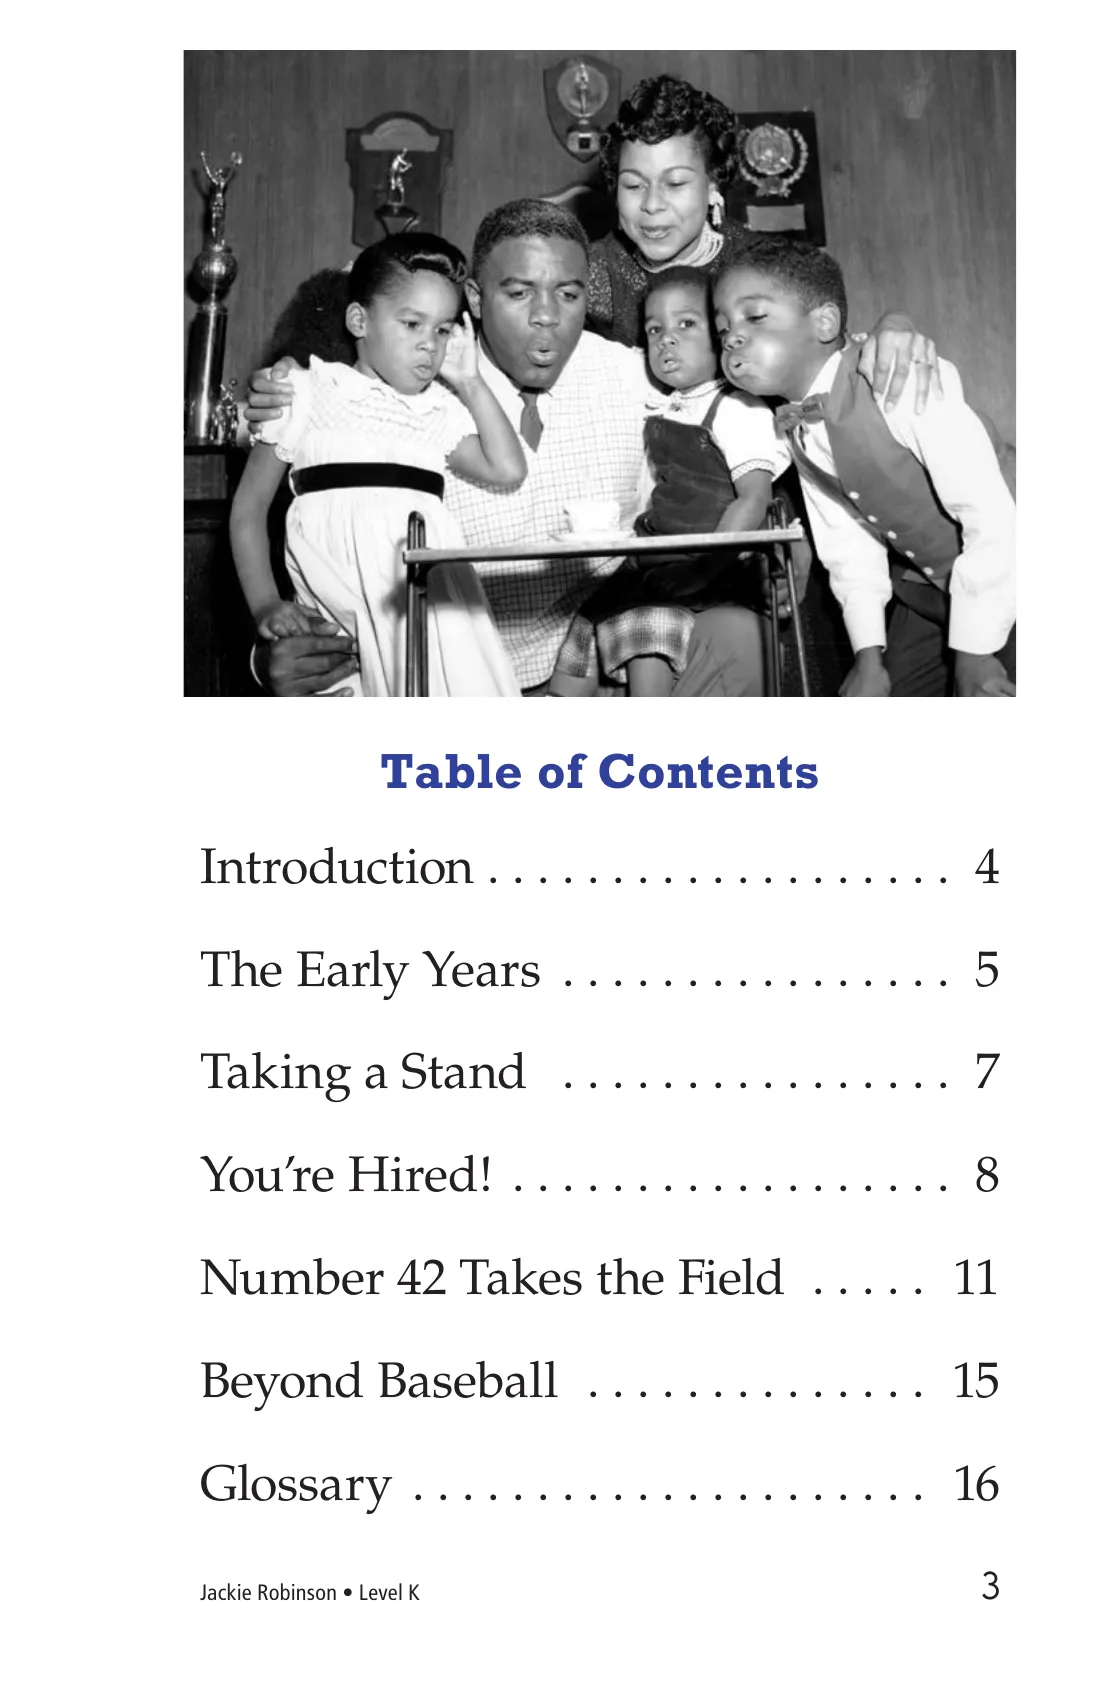 Table of Contents
Introduction . . . . . . . . . . . . . . . . . . . 4
The Early Years . . . . . . . . . . . . . . . . 5
Taking a Stand . . . . . . . . . . . . . . . . 7
You’re Hired! . . . . . . . . . . . . . . . . . . 8
Number 42 Takes the Field . . . . . 11
Beyond Baseball . . . . . . . . . . . . . . 15
Glossary . . . . . . . . . . . . . . . . . . . . . 16
Jackie Robinson • Level K 3